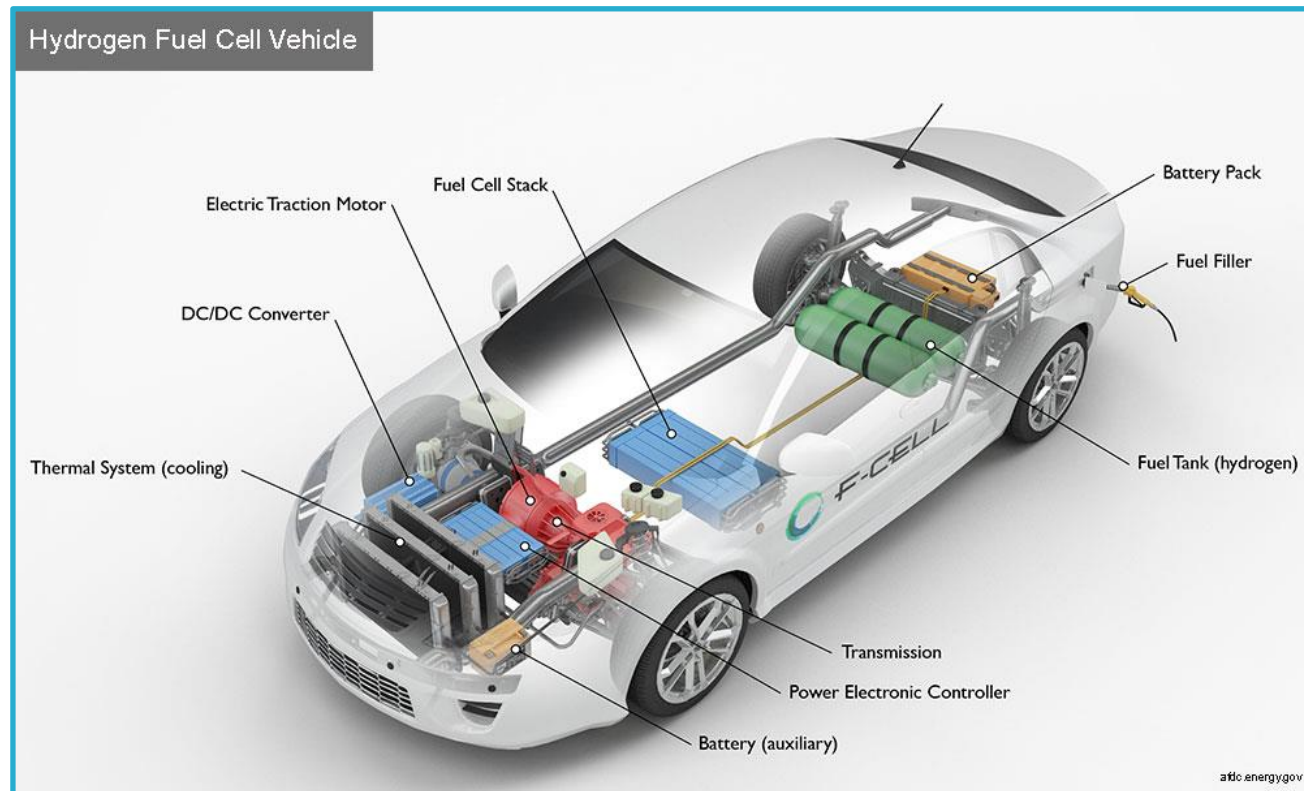 Hydrogen Fuel Cell Vehicle
Battery Pack
Fuel Cell Stack
Electric Traction Motor
Fuel Filler
DC/DC Converter
Thermal System (cooling)
Fuel Tank (hydrogen)
F-CELL
Transmission
Power Electronic Controller
Battery (auxiliary)
afdc.energy.gov